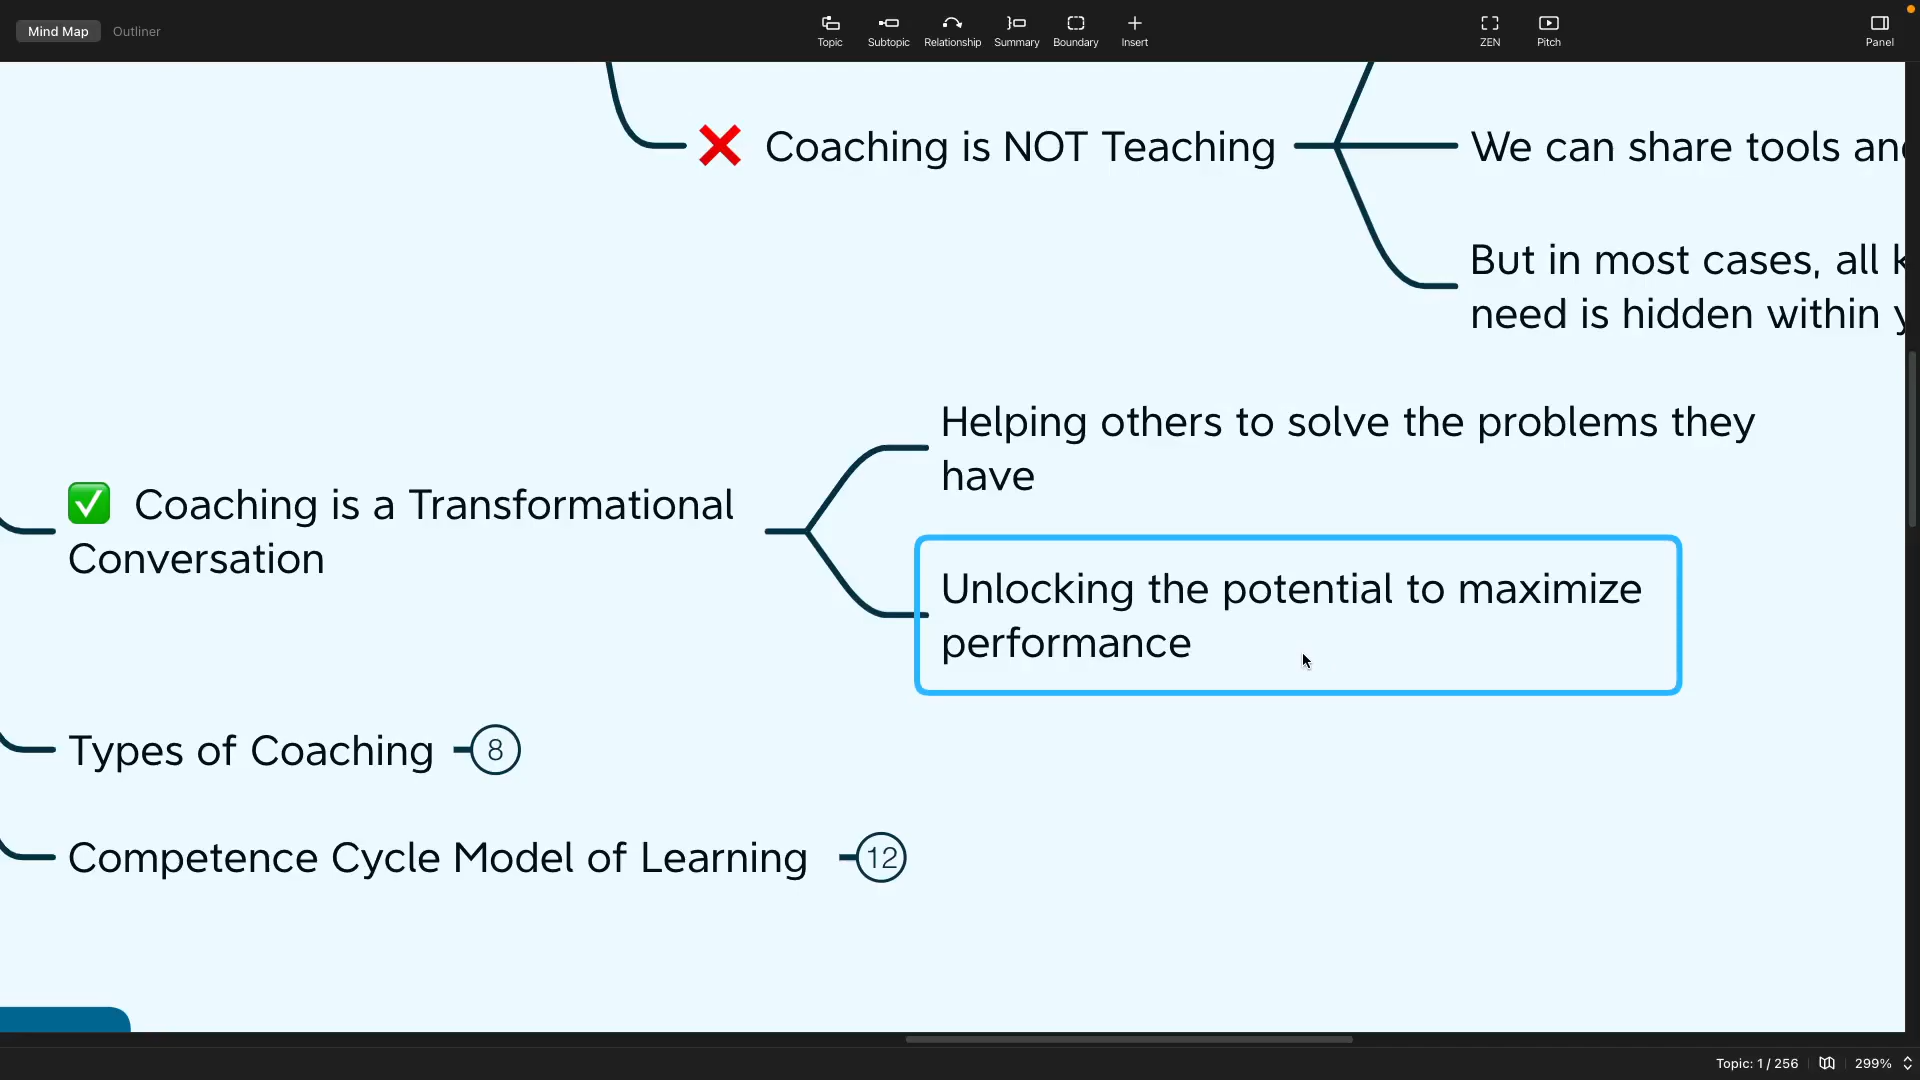 Mind Map
Outliner
Topic
Subtopic
Relationship
Summary
Boundary
Insert
ZEN
Pitch
Panel
Coaching is NOT Teaching
We can share tools
But in most cases, all
need is hidden within
Helping others to solve the problems they
have
Coaching is a Transformational
Conversation
Unlocking the potential to maximize
performance
Types of Coaching
8
Competence Cycle Model of Learning
12
Topic: 1 / 256
299%